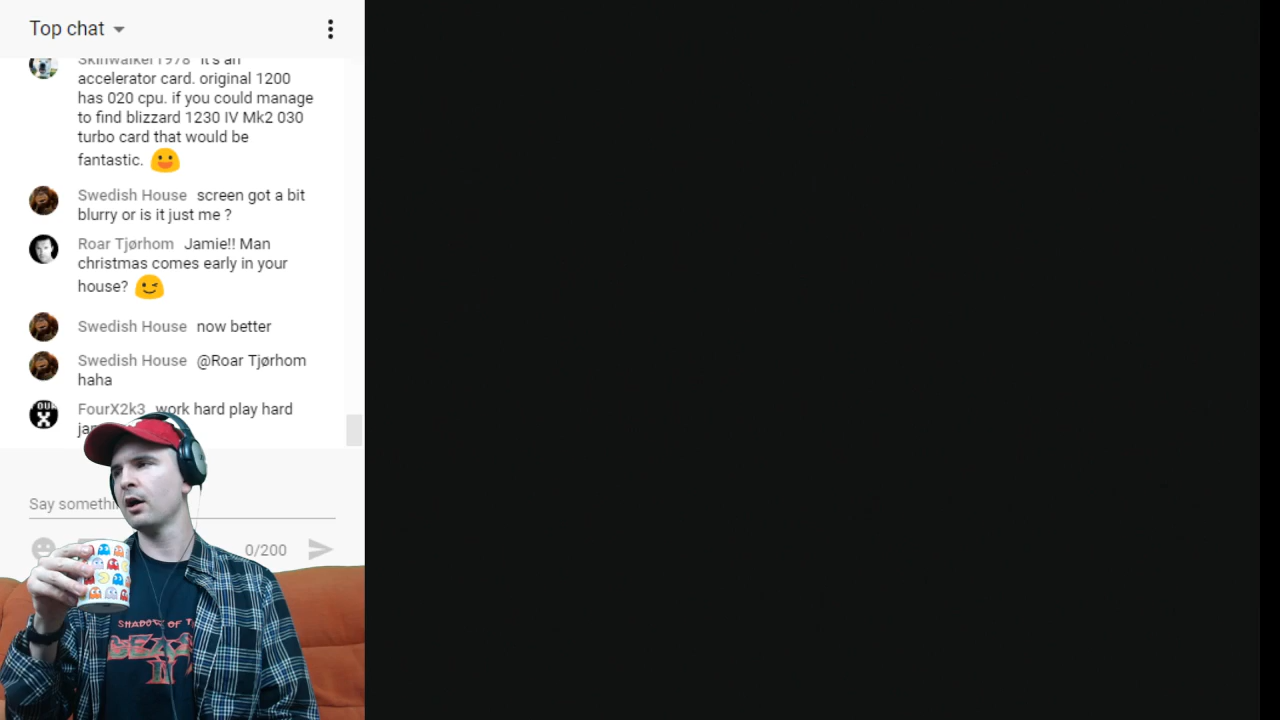 Top chat
Skinwalker1978 it's an
accelerator card. original 1200
has 020 cpu. if you could manage
to find blizzard 1230 IV Mk2 030
turbo card that would be
fantastic.
Swedish House screen got a bit
blurry or is it just me ?
Roar Tjørhom Jamie!! Man
christmas comes early in your
house?
Swedish House now better
Swedish House @Roar Tjørhom
haha
FourX2k3 work hard play hard
Say somethi
0/200
SHADOW OF T
BEAS
II